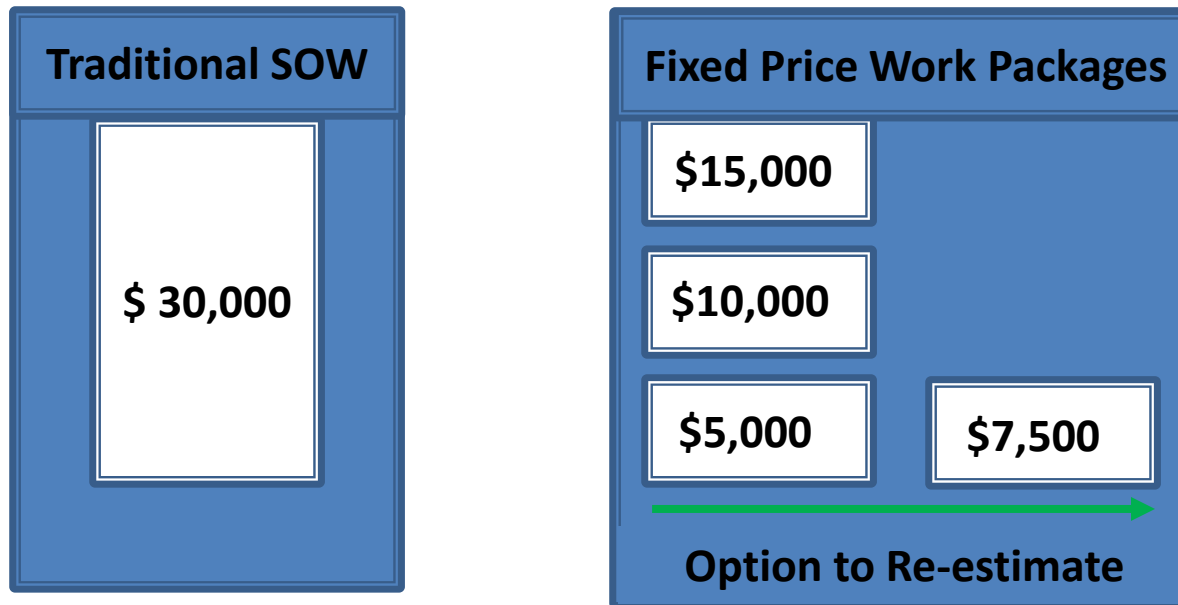 Traditional SOW
$ 30,000
Fixed Price Work Packages
$15,000
$10,000
$5,000
$7,500
Option to Re-estimate